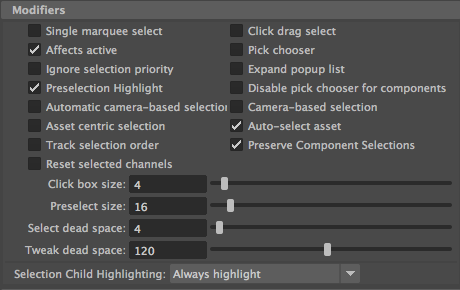 Modifiers
Single marquee select
Click drag select
Affects active
Pick chooser
Ignore selection priority
Expand popup list
Preselection Highlight
Disable pick chooser for components
Automatic camera-based selection
Camera-based selection
Asset centric selection
Auto-select asset
Track selection order
Preserve Component Selections
Reset selected channels
Click box size: 4
Preselect size: 16
Select dead space: 4
Tweak dead space: 120
Selection Child Highlighting: Always highlight